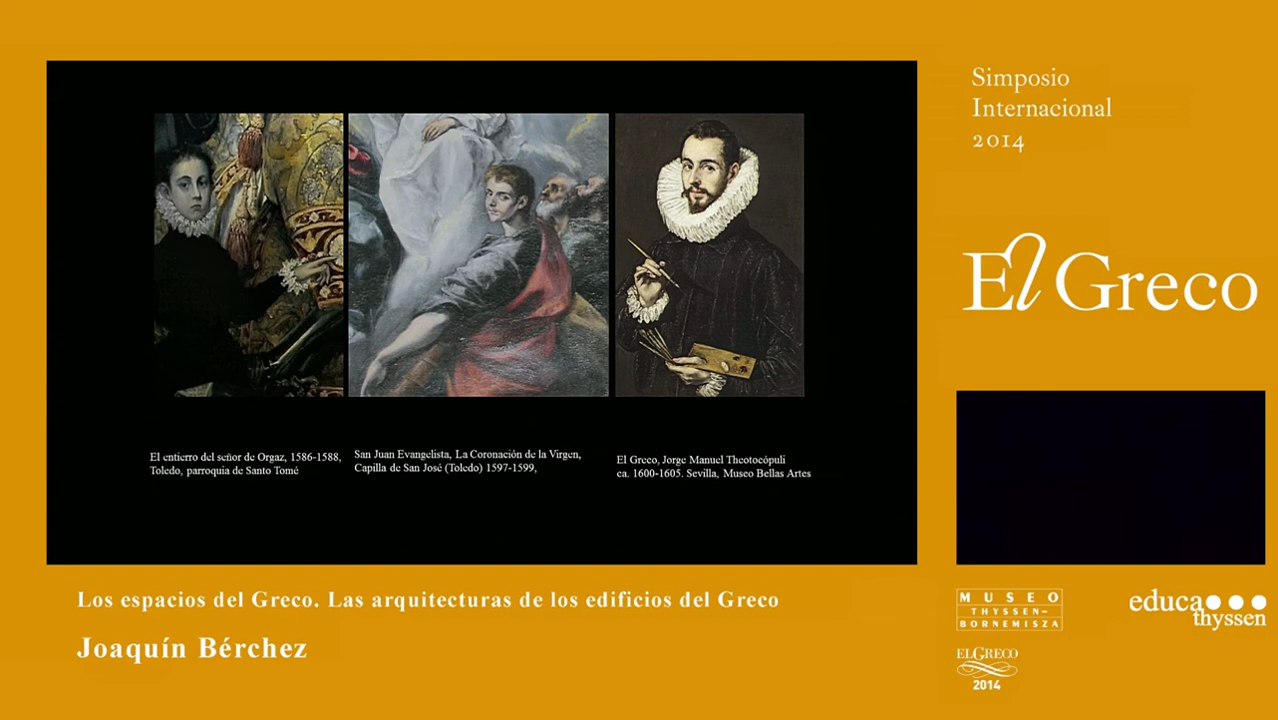 Simposio
Internacional
2014
El Greco
El entierro del señor de Orgaz, 1586-1588,
Toledo, parroquia de Santo Tomé
San Juan Evangelista, La Coronación de la Virgen,
Capilla de San José (Toledo) 1597-1599,
El Greco, Jorge Manuel Theotocópuli
ca. 1600-1605. Sevilla, Museo Bellas Artes
Los espacios del Greco. Las arquitecturas de los edificios del Greco
Joaquín Bérchez
MUSEO
THYSSEN-
BORNEMISZA
educa
thyssen
EL GRECO
2014